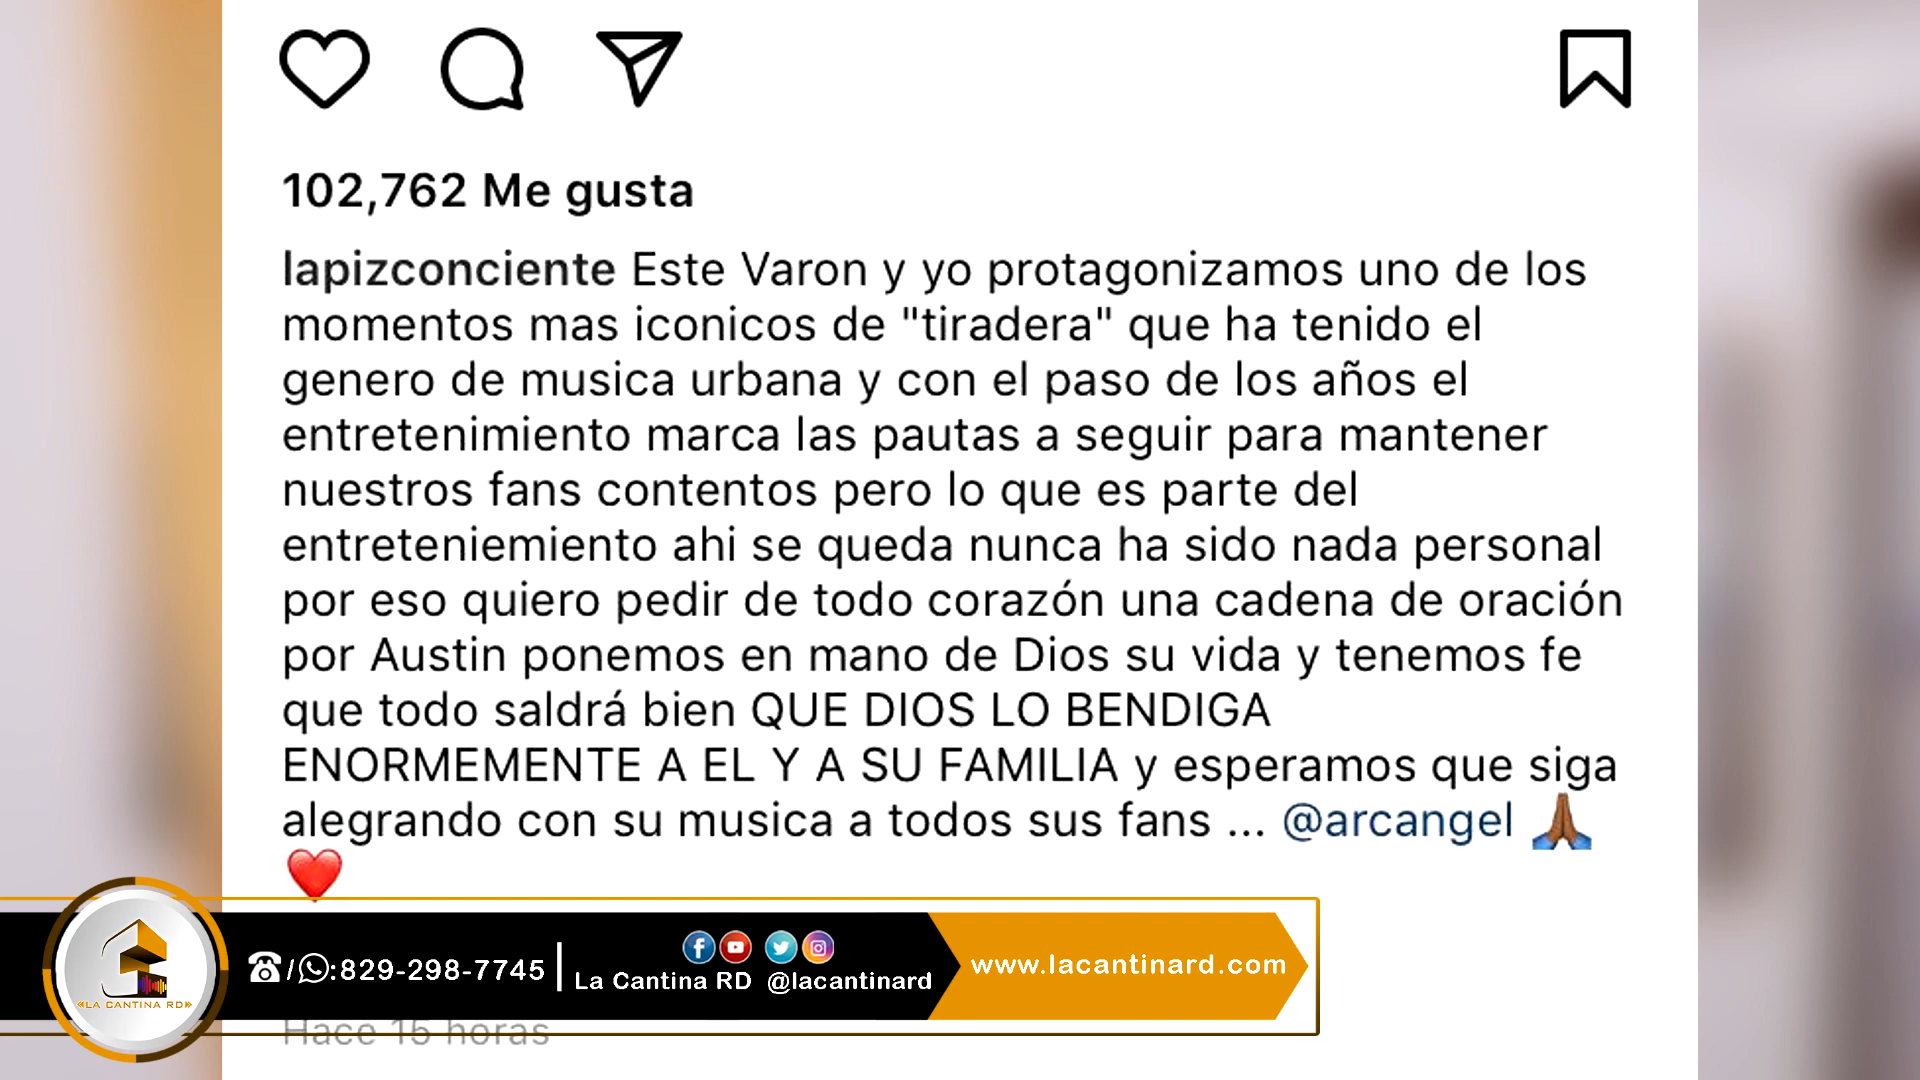 102,762 Me gusta
lapizconciente Este Varon y yo protagonizamos uno de los
momentos mas iconicos de "tiradera" que ha tenido el
genero de musica urbana y con el paso de los años el
entretenimiento marca las pautas a seguir para mantener
nuestros fans contentos pero lo que es parte del
entreteniemiento ahi se queda nunca ha sido nada personal
por eso quiero pedir de todo corazón una cadena de oración
por Austin ponemos en mano de Dios su vida y tenemos fe
que todo saldrá bien QUE DIOS LO BENDIGA
ENORMEMENTE A EL Y A SU FAMILIA y esperamos que siga
alegrando con su musica a todos sus fans ... @arcangel 🙏🏾
❤️
«LA CANTINA RD»
☎/:829-298-7745 | La Cantina RD @lacantinard
www.lacantinard.com
Hace 15 horas